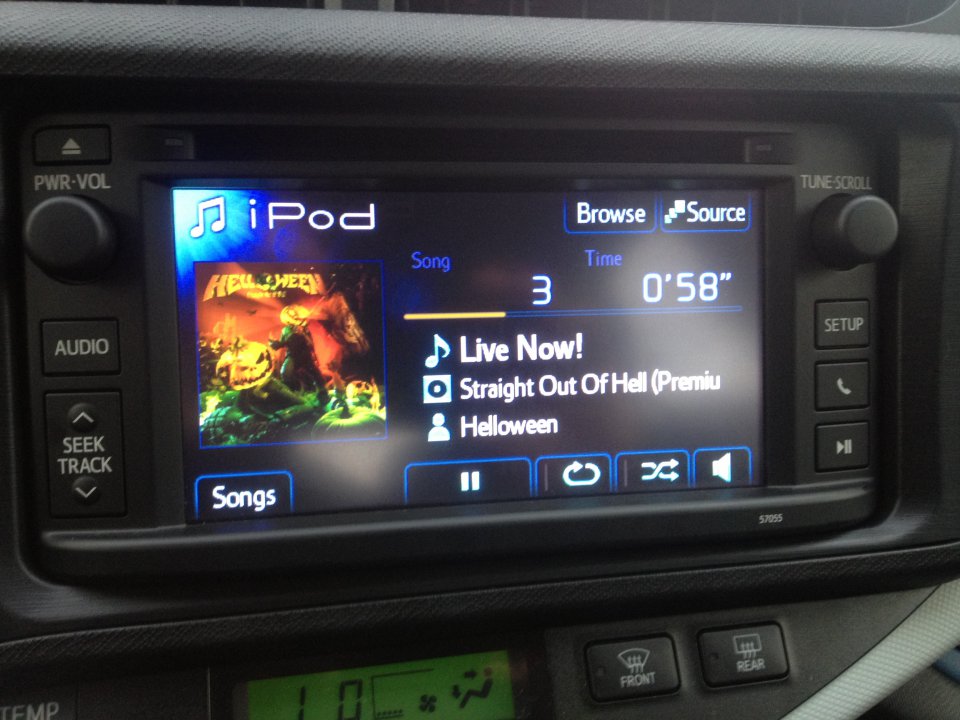 PWR·VOL
TUNE·SCROLL
iPod
Browse
Source
Song
Time
3
0'58"
HELLOWEEN
AUDIO
SETUP
Live Now!
Straight Out Of Hell (Premiu
Helloween
SEEK
TRACK
Songs
57055
FRONT
REAR
TEMP